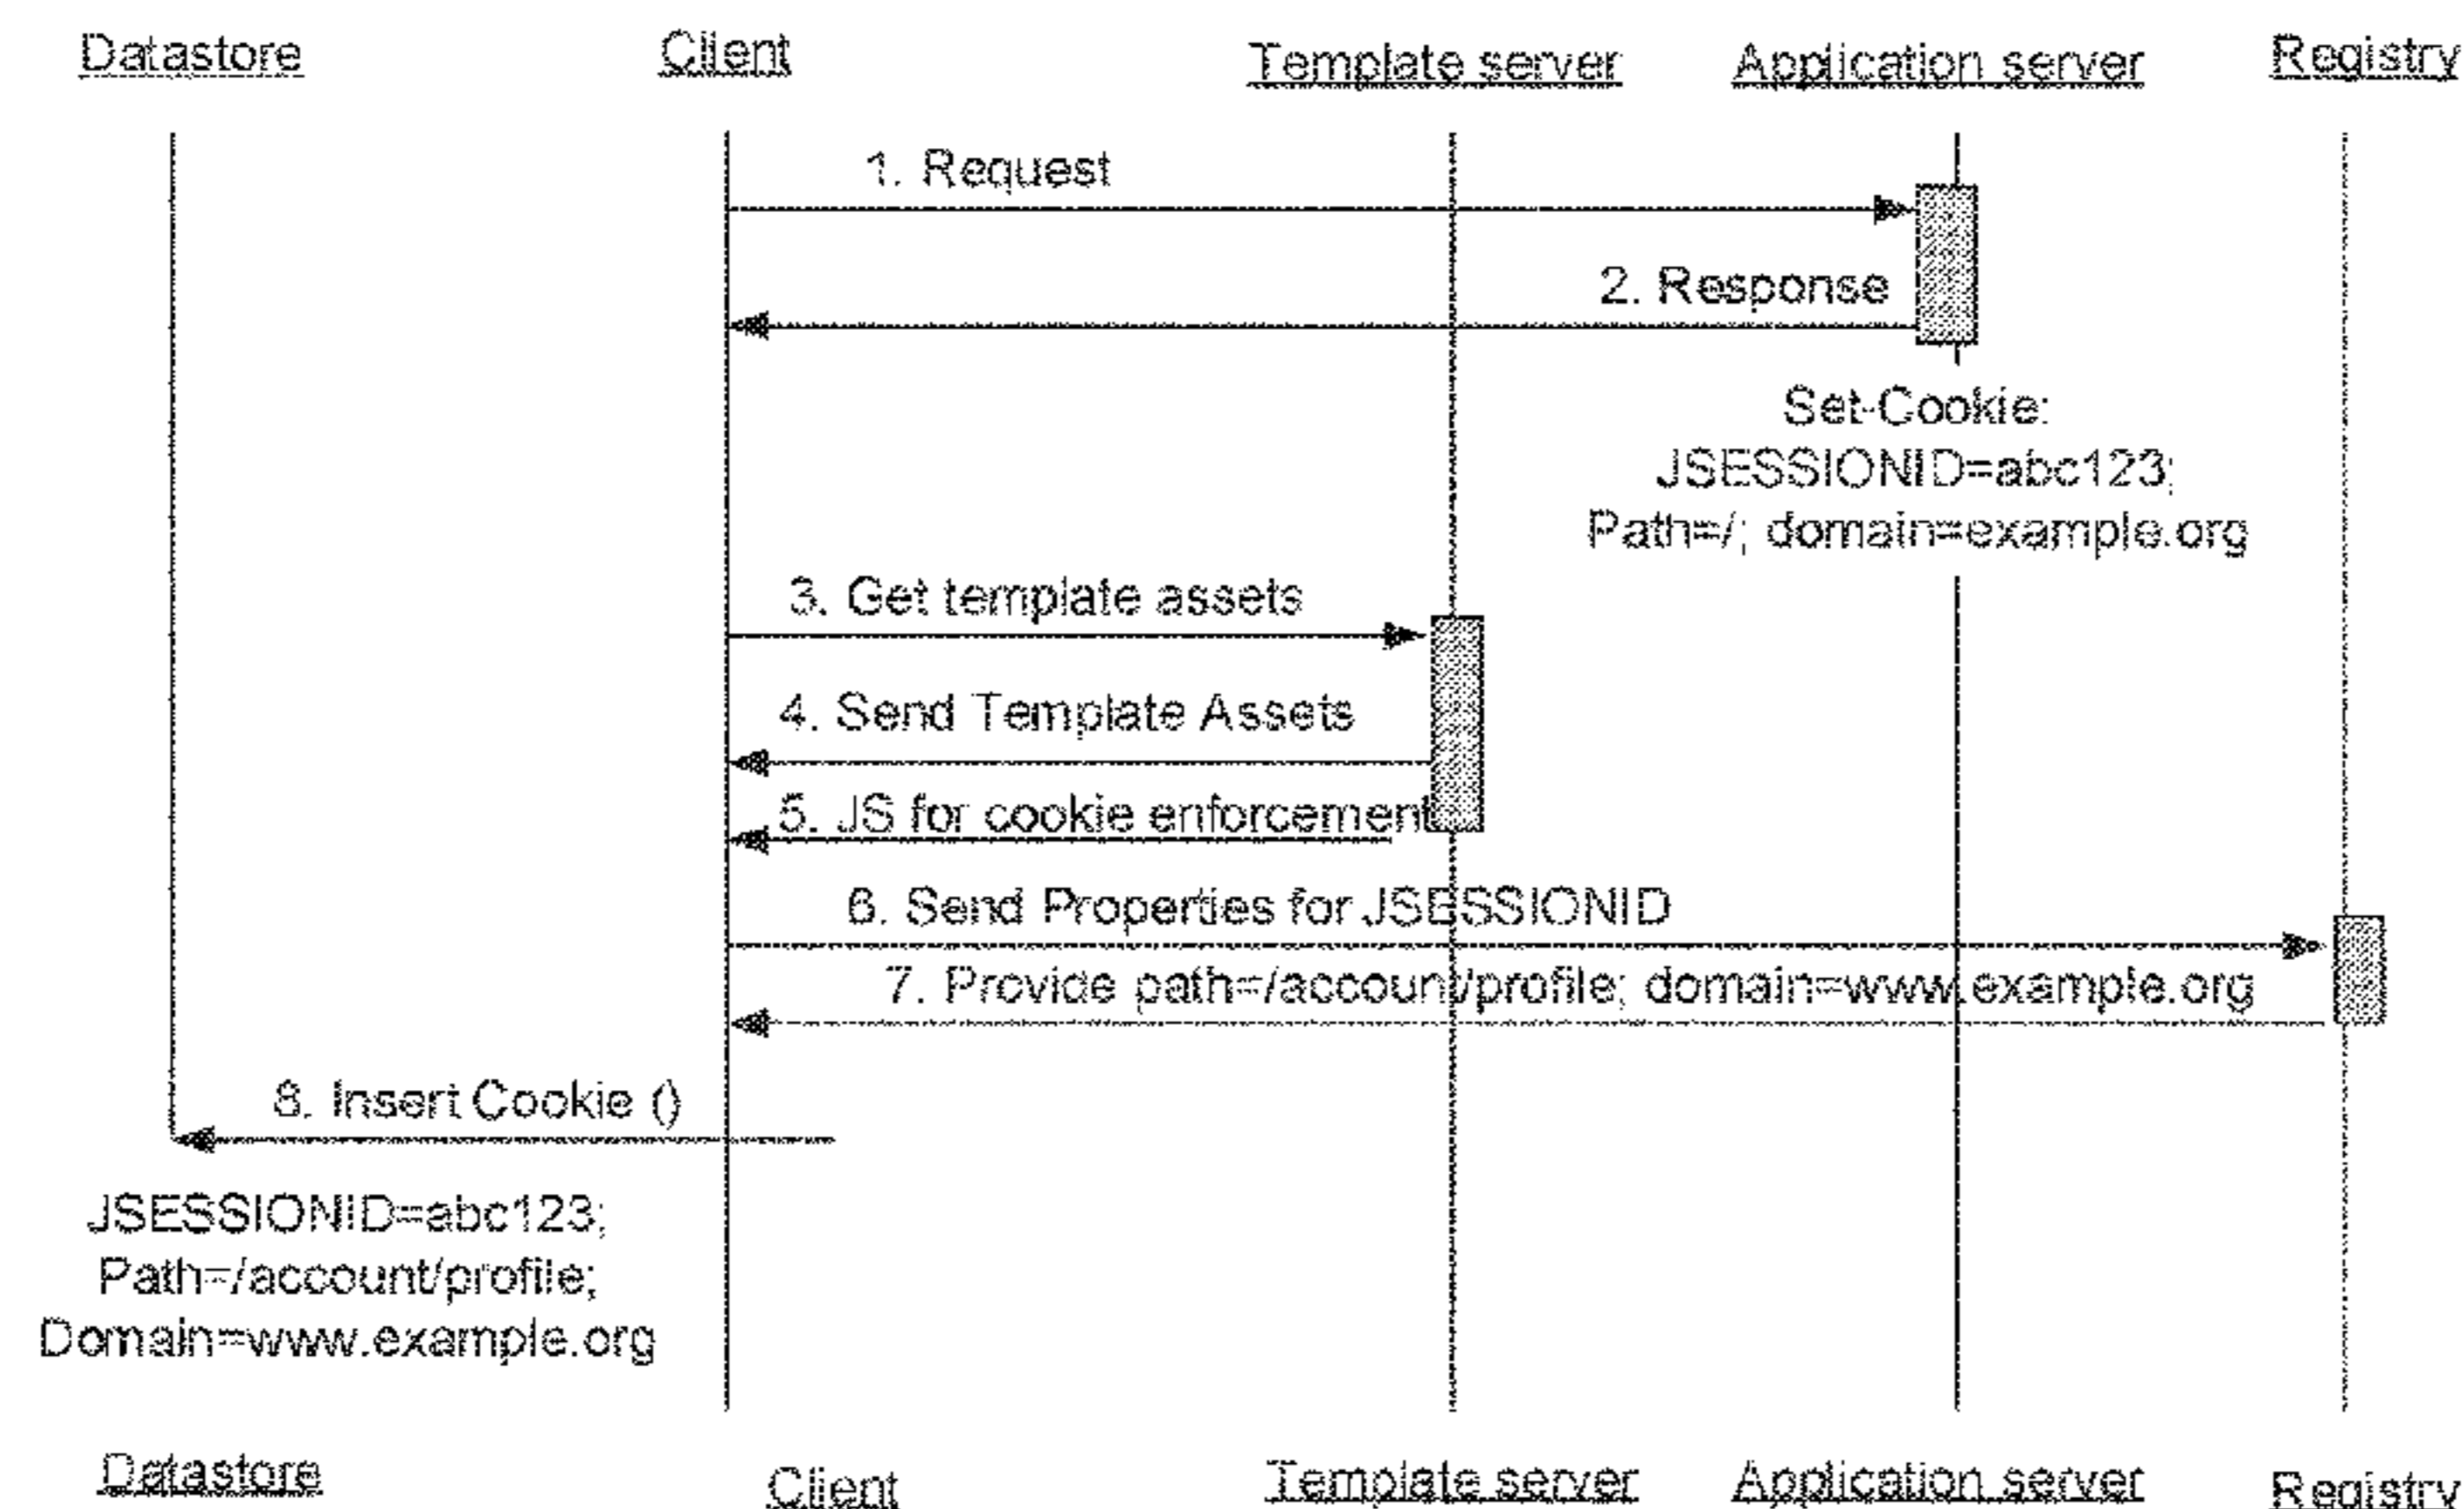 Datastore
Client
Template server
Application server
Registry
1. Request
2. Response
Set-Cookie:
JSESSIONID=abc123;
Path=/; domain=example.org
3. Get template assets
4. Send Template Assets
5. JS for cookie enforcement
6. Send Properties for JSESSIONID
7. Provide path=/account/profile; domain=www.example.org
8. Insert Cookie ()
JSESSIONID=abc123;
Path=/account/profile;
Domain=www.example.org
Datastore
Client
Template server
Application server
Registry